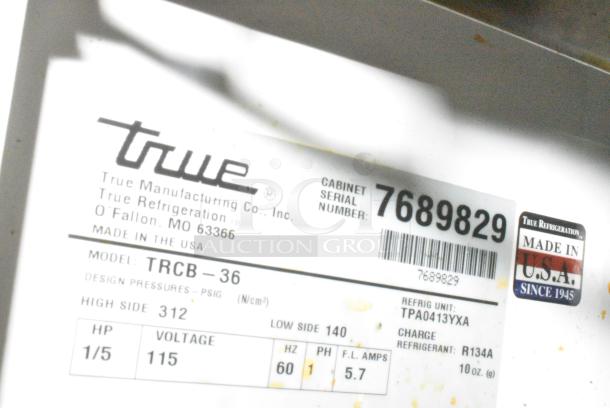 true®
True Manufacturing Co., Inc.
True Refrigeration
O'Fallon, MO 63366
MADE IN THE USA
CABINET
SERIAL
NUMBER:
7689829
7689829
TRUE REFRIGERATION
MADE IN
U.S.A.
SINCE 1945
MODEL: TRCB-36
DESIGN PRESSURES-PSIG (N/cm²)
HIGH SIDE 312
LOW SIDE 140
REFRIG UNIT:
TPA0413YXA
CHARGE
REFRIGERANT: R134A
10 oz. (g)
HP VOLTAGE HZ PH F.L. AMPS
1/5 115 60 1 5.7
PCI
AUCTION GROUP